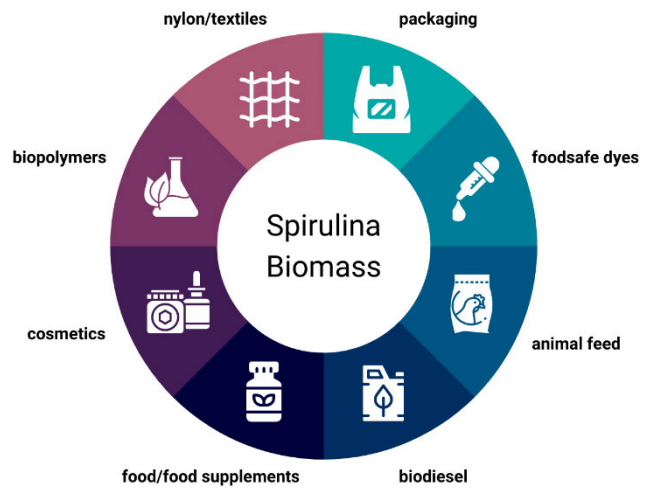 nylon/textiles
packaging
biopolymers
foodsafe dyes
Spirulina
Biomass
cosmetics
animal feed
food/food supplements
biodiesel